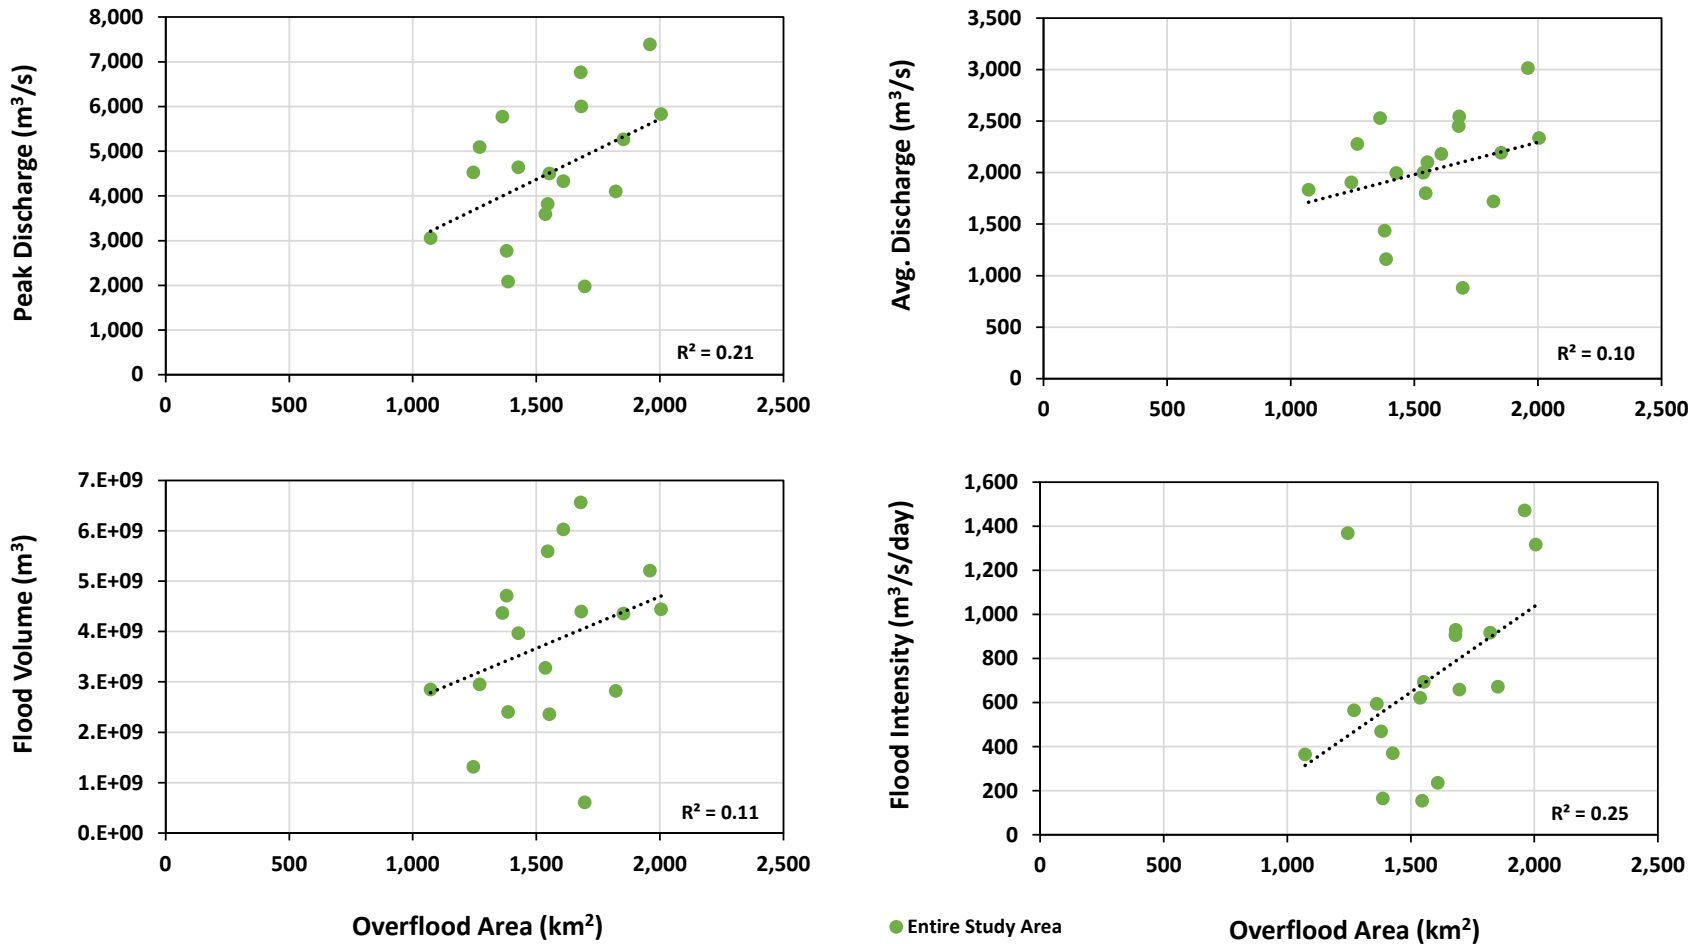 Peak Discharge (m³/s)
8,000
7,000
6,000
5,000
4,000
3,000
2,000
1,000
0
R² = 0.21
0 500 1,000 1,500 2,000 2,500
Avg. Discharge (m³/s)
3,500
3,000
2,500
2,000
1,500
1,000
500
0
R² = 0.10
0 500 1,000 1,500 2,000 2,500
Flood Volume (m³)
7.E+09
6.E+09
5.E+09
4.E+09
3.E+09
2.E+09
1.E+09
0.E+00
R² = 0.11
0 500 1,000 1,500 2,000 2,500
Overflood Area (km²)
Flood Intensity (m³/s/day)
1,600
1,400
1,200
1,000
800
600
400
200
0
R² = 0.25
0 500 1,000 1,500 2,000 2,500
Entire Study Area
Overflood Area (km²)